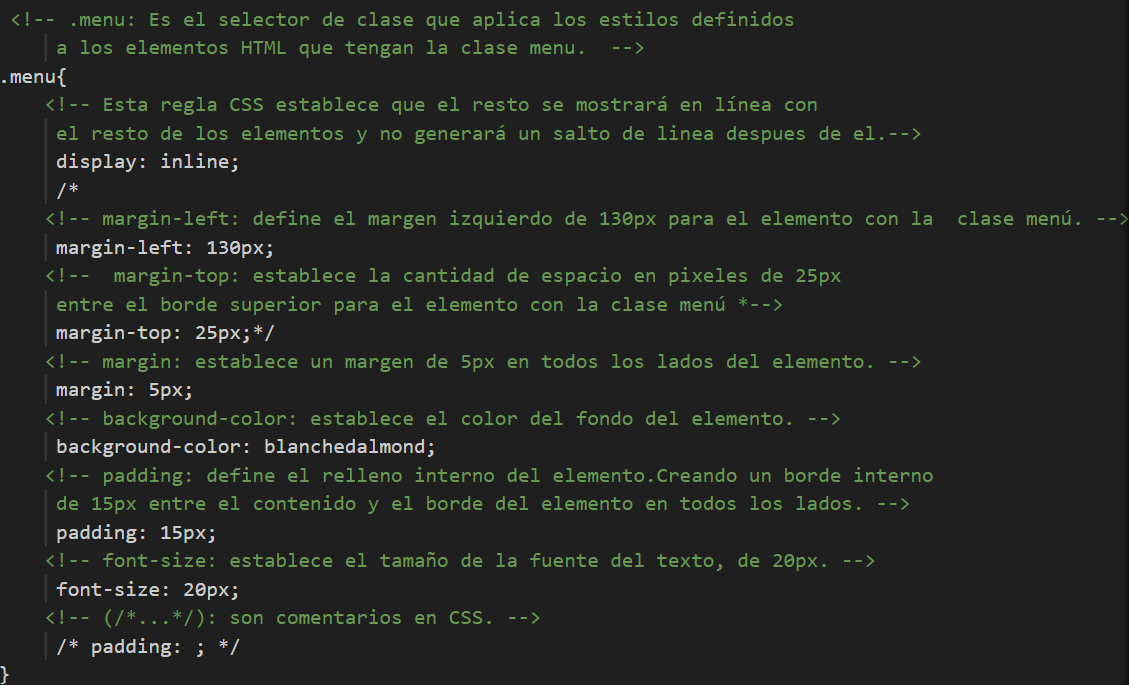 <!-- .menu: Es el selector de clase que aplica los estilos definidos
a los elementos HTML que tengan la clase menu.  -->
.menu{
<!-- Esta regla CSS establece que el resto se mostrará en línea con
el resto de los elementos y no generará un salto de linea despues de el.-->
display: inline;
/*
<!-- margin-left: define el margen izquierdo de 130px para el elemento con la  clase menú. -->
margin-left: 130px;
<!--  margin-top: establece la cantidad de espacio en pixeles de 25px
entre el borde superior para el elemento con la clase menú *-->
margin-top: 25px;*/
<!-- margin: establece un margen de 5px en todos los lados del elemento. -->
margin: 5px;
<!-- background-color: establece el color del fondo del elemento. -->
background-color: blanchedalmond;
<!-- padding: define el relleno interno del elemento.Creando un borde interno
de 15px entre el contenido y el borde del elemento en todos los lados. -->
padding: 15px;
<!-- font-size: establece el tamaño de la fuente del texto, de 20px. -->
font-size: 20px;
<!-- (/*...*/): son comentarios en CSS. -->
/* padding: ; */
}